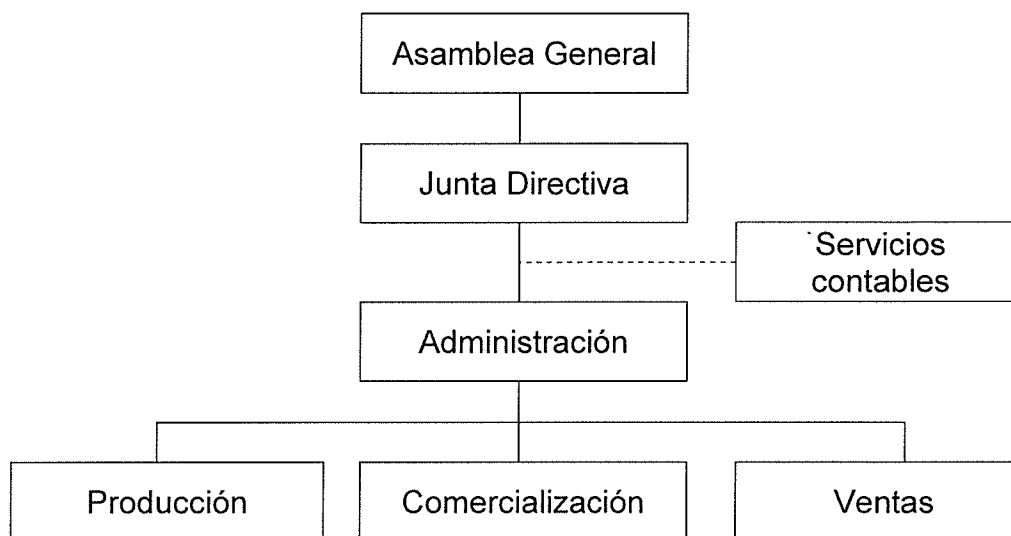 Asamblea General
Junta Directiva
Servicios
contables
Administración
Producción
Comercialización
Ventas